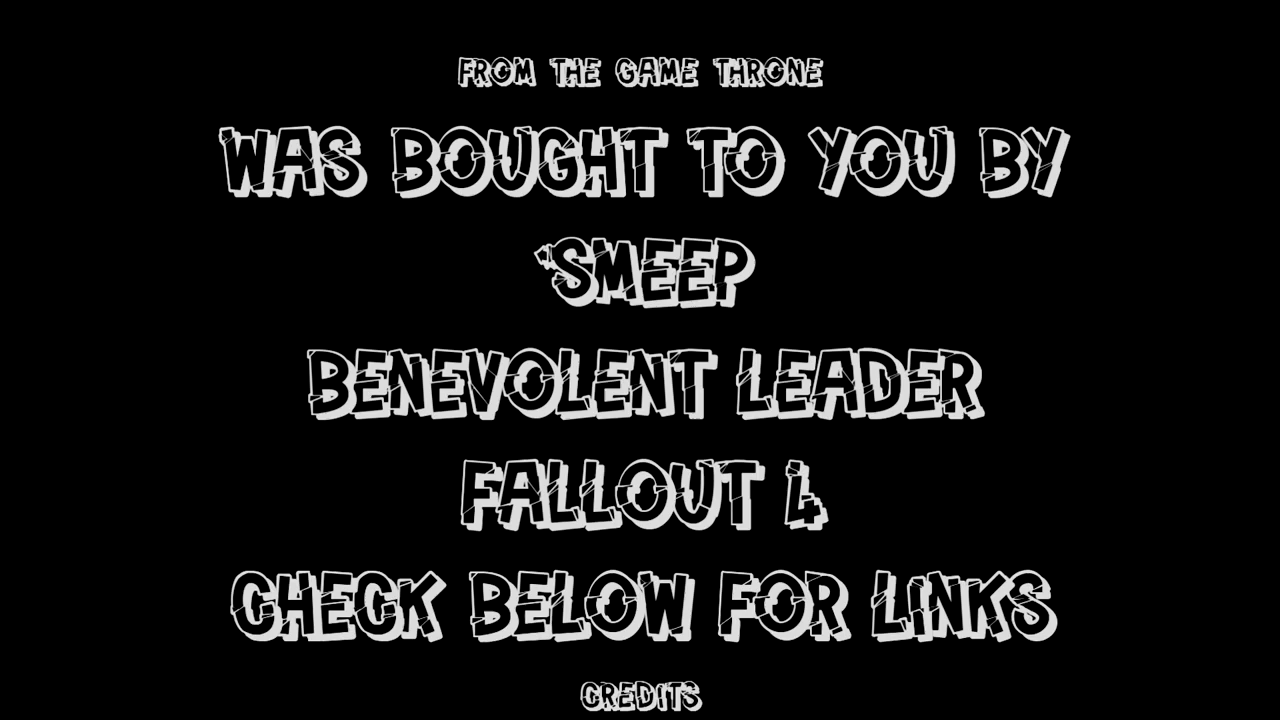 FROM THE GAME THRONE
WAS BOUGHT TO YOU BY
'SMEEP
BENEVOLENT LEADER
FALLOUT 4
CHECK BELOW FOR LINKS
CREDITS